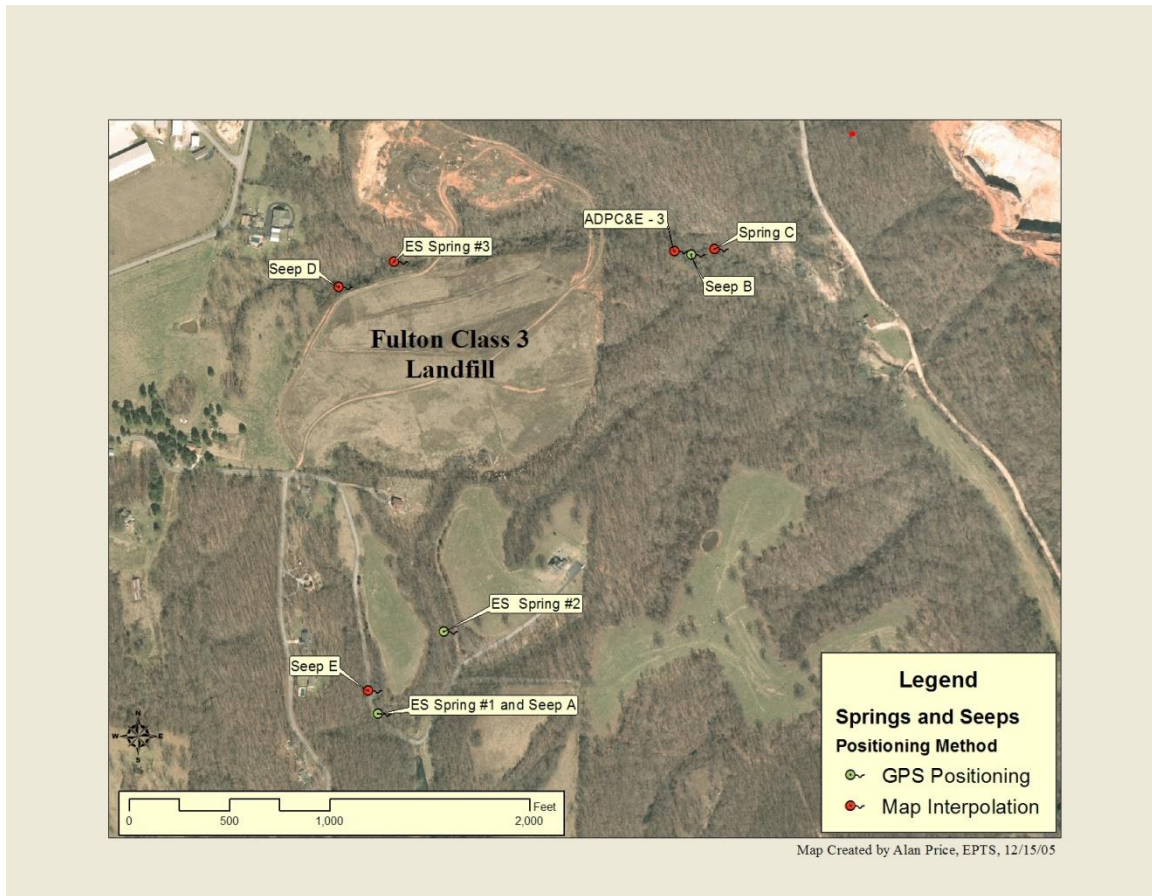 ADPC&E - 3
Spring C
ES Spring #3
Seep D
Seep B
Fulton Class 3
Landfill
ES Spring #2
Seep E
ES Spring #1 and Seep A
N
W E
S
Feet
0 500 1,000 2,000
Legend
Springs and Seeps
Positioning Method
GPS Positioning
Map Interpolation
Map Created by Alan Price, EPTS, 12/15/05